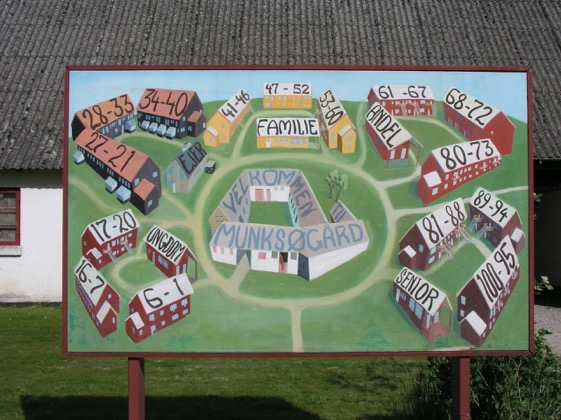 28-33
34-40
41-46
47 - 52
53-60
61 - 67
68-72
27-21
EJER
FAMILIE
ANDEL
80-73
VELKOMMEN
MUNKSØGÅRD
17-20
UNGDOM
16-7
6-1
81-88
89-94
SENIOR
100-95